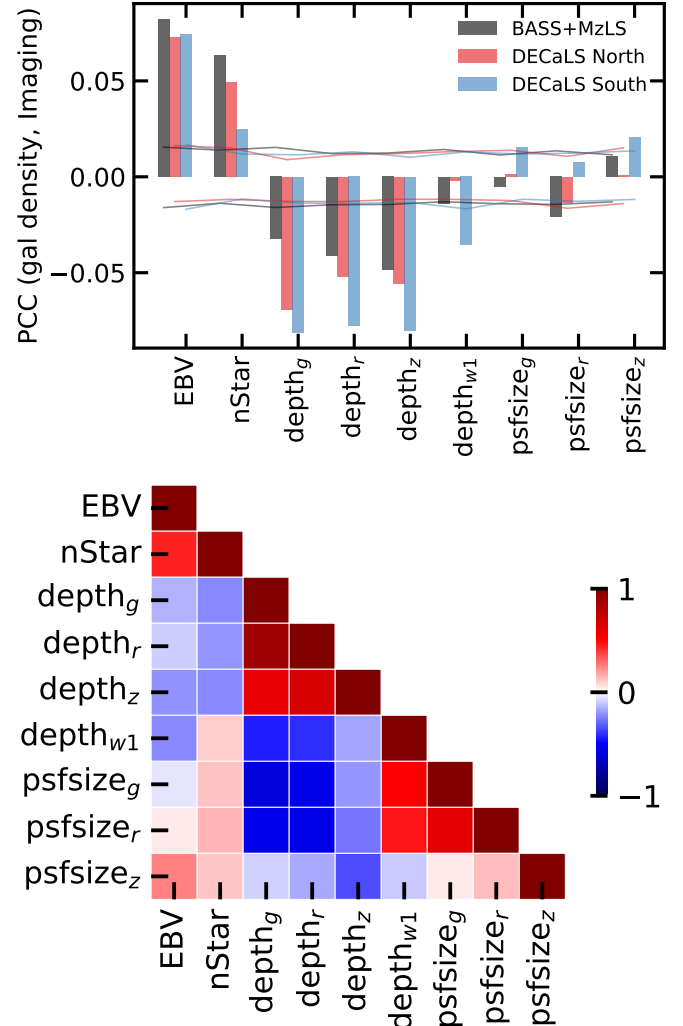 PCC (gal density, Imaging)
0.05
0.00
−0.05
BASS+MzLS
DECaLS North
DECaLS South
EBV
nStar
depth_g
depth_r
depth_z
depth_w1
psfsize_g
psfsize_r
psfsize_z
EBV
nStar
depth_g
depth_r
depth_z
depth_w1
psfsize_g
psfsize_r
psfsize_z
1
0
−1
EBV
nStar
depth_g
depth_r
depth_z
depth_w1
psfsize_g
psfsize_r
psfsize_z